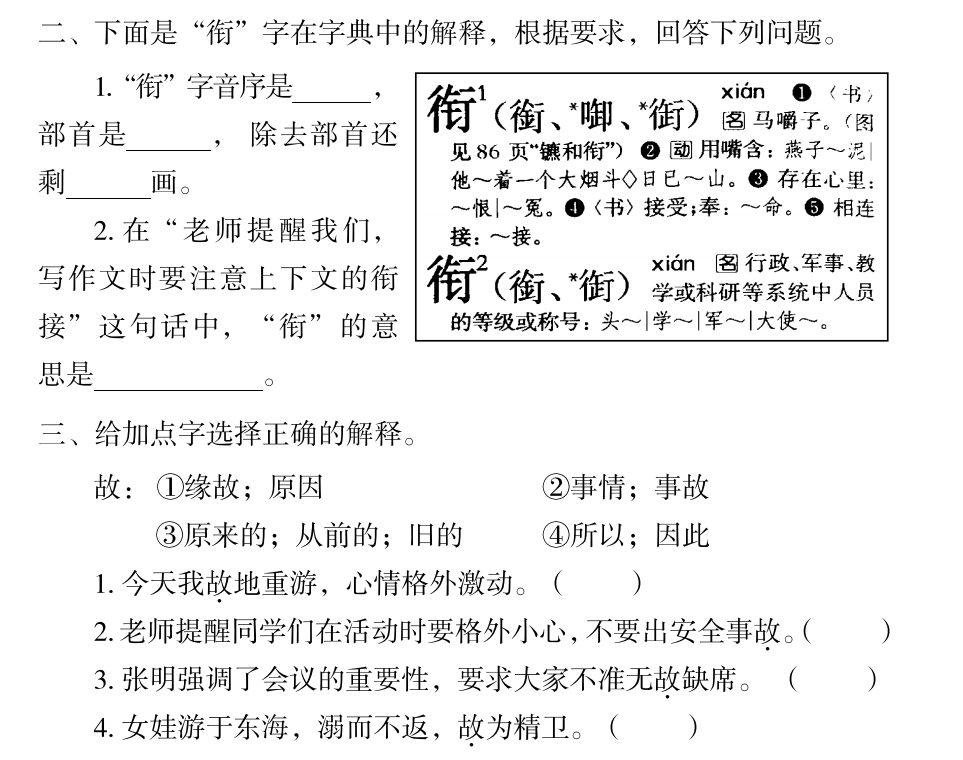 二、下面是“衔”字在字典中的解释，根据要求，回答下列问题。
1. “衔”字音序是______，
部首是______，除去部首还
剩______画。
2. 在“老师提醒我们，
写作文时要注意上下文的衔
接”这句话中，“衔”的意
思是____________。
衔1（銜、*啣、*衘） xián ❶〈书〉
名 马嚼子。（图
见 86 页“镳和衔”） ❷ 动 用嘴含：燕子～泥|
他～着一个大烟斗◇日已～山。❸ 存在心里：
～恨|～冤。❹〈书〉接受；奉：～命。❺ 相连
接：～接。
衔2（銜、*衘） xián 名 行政、军事、教
学或科研等系统中人员
的等级或称号：头～|学～|军～|大使～。
三、给加点字选择正确的解释。
故：①缘故；原因 ②事情；事故
③原来的；从前的；旧的 ④所以；因此
1. 今天我故地重游，心情格外激动。（ ）
2. 老师提醒同学们在活动时要格外小心，不要出安全事故。（ ）
3. 张明强调了会议的重要性，要求大家不准无故缺席。（ ）
4. 女娃游于东海，溺而不返，故为精卫。（ ）